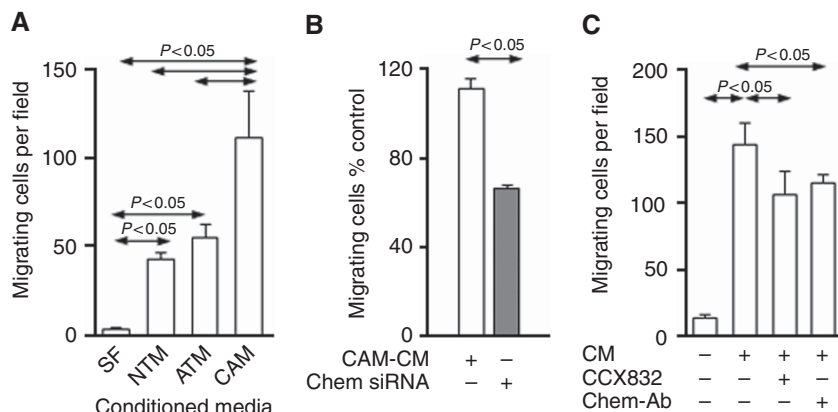 A
P<0.05
150
100
50
0
Migrating cells per field
P<0.05
P<0.05
SF NTM ATM CAM
Conditioned media
B
P<0.05
120
80
40
0
Migrating cells % control
CAM-CM + –
Chem siRNA – +
C
P<0.05
P<0.05
200
150
100
50
0
Migrating cells per field
CM – + + +
CCX832 – – + –
Chem-Ab – – – +